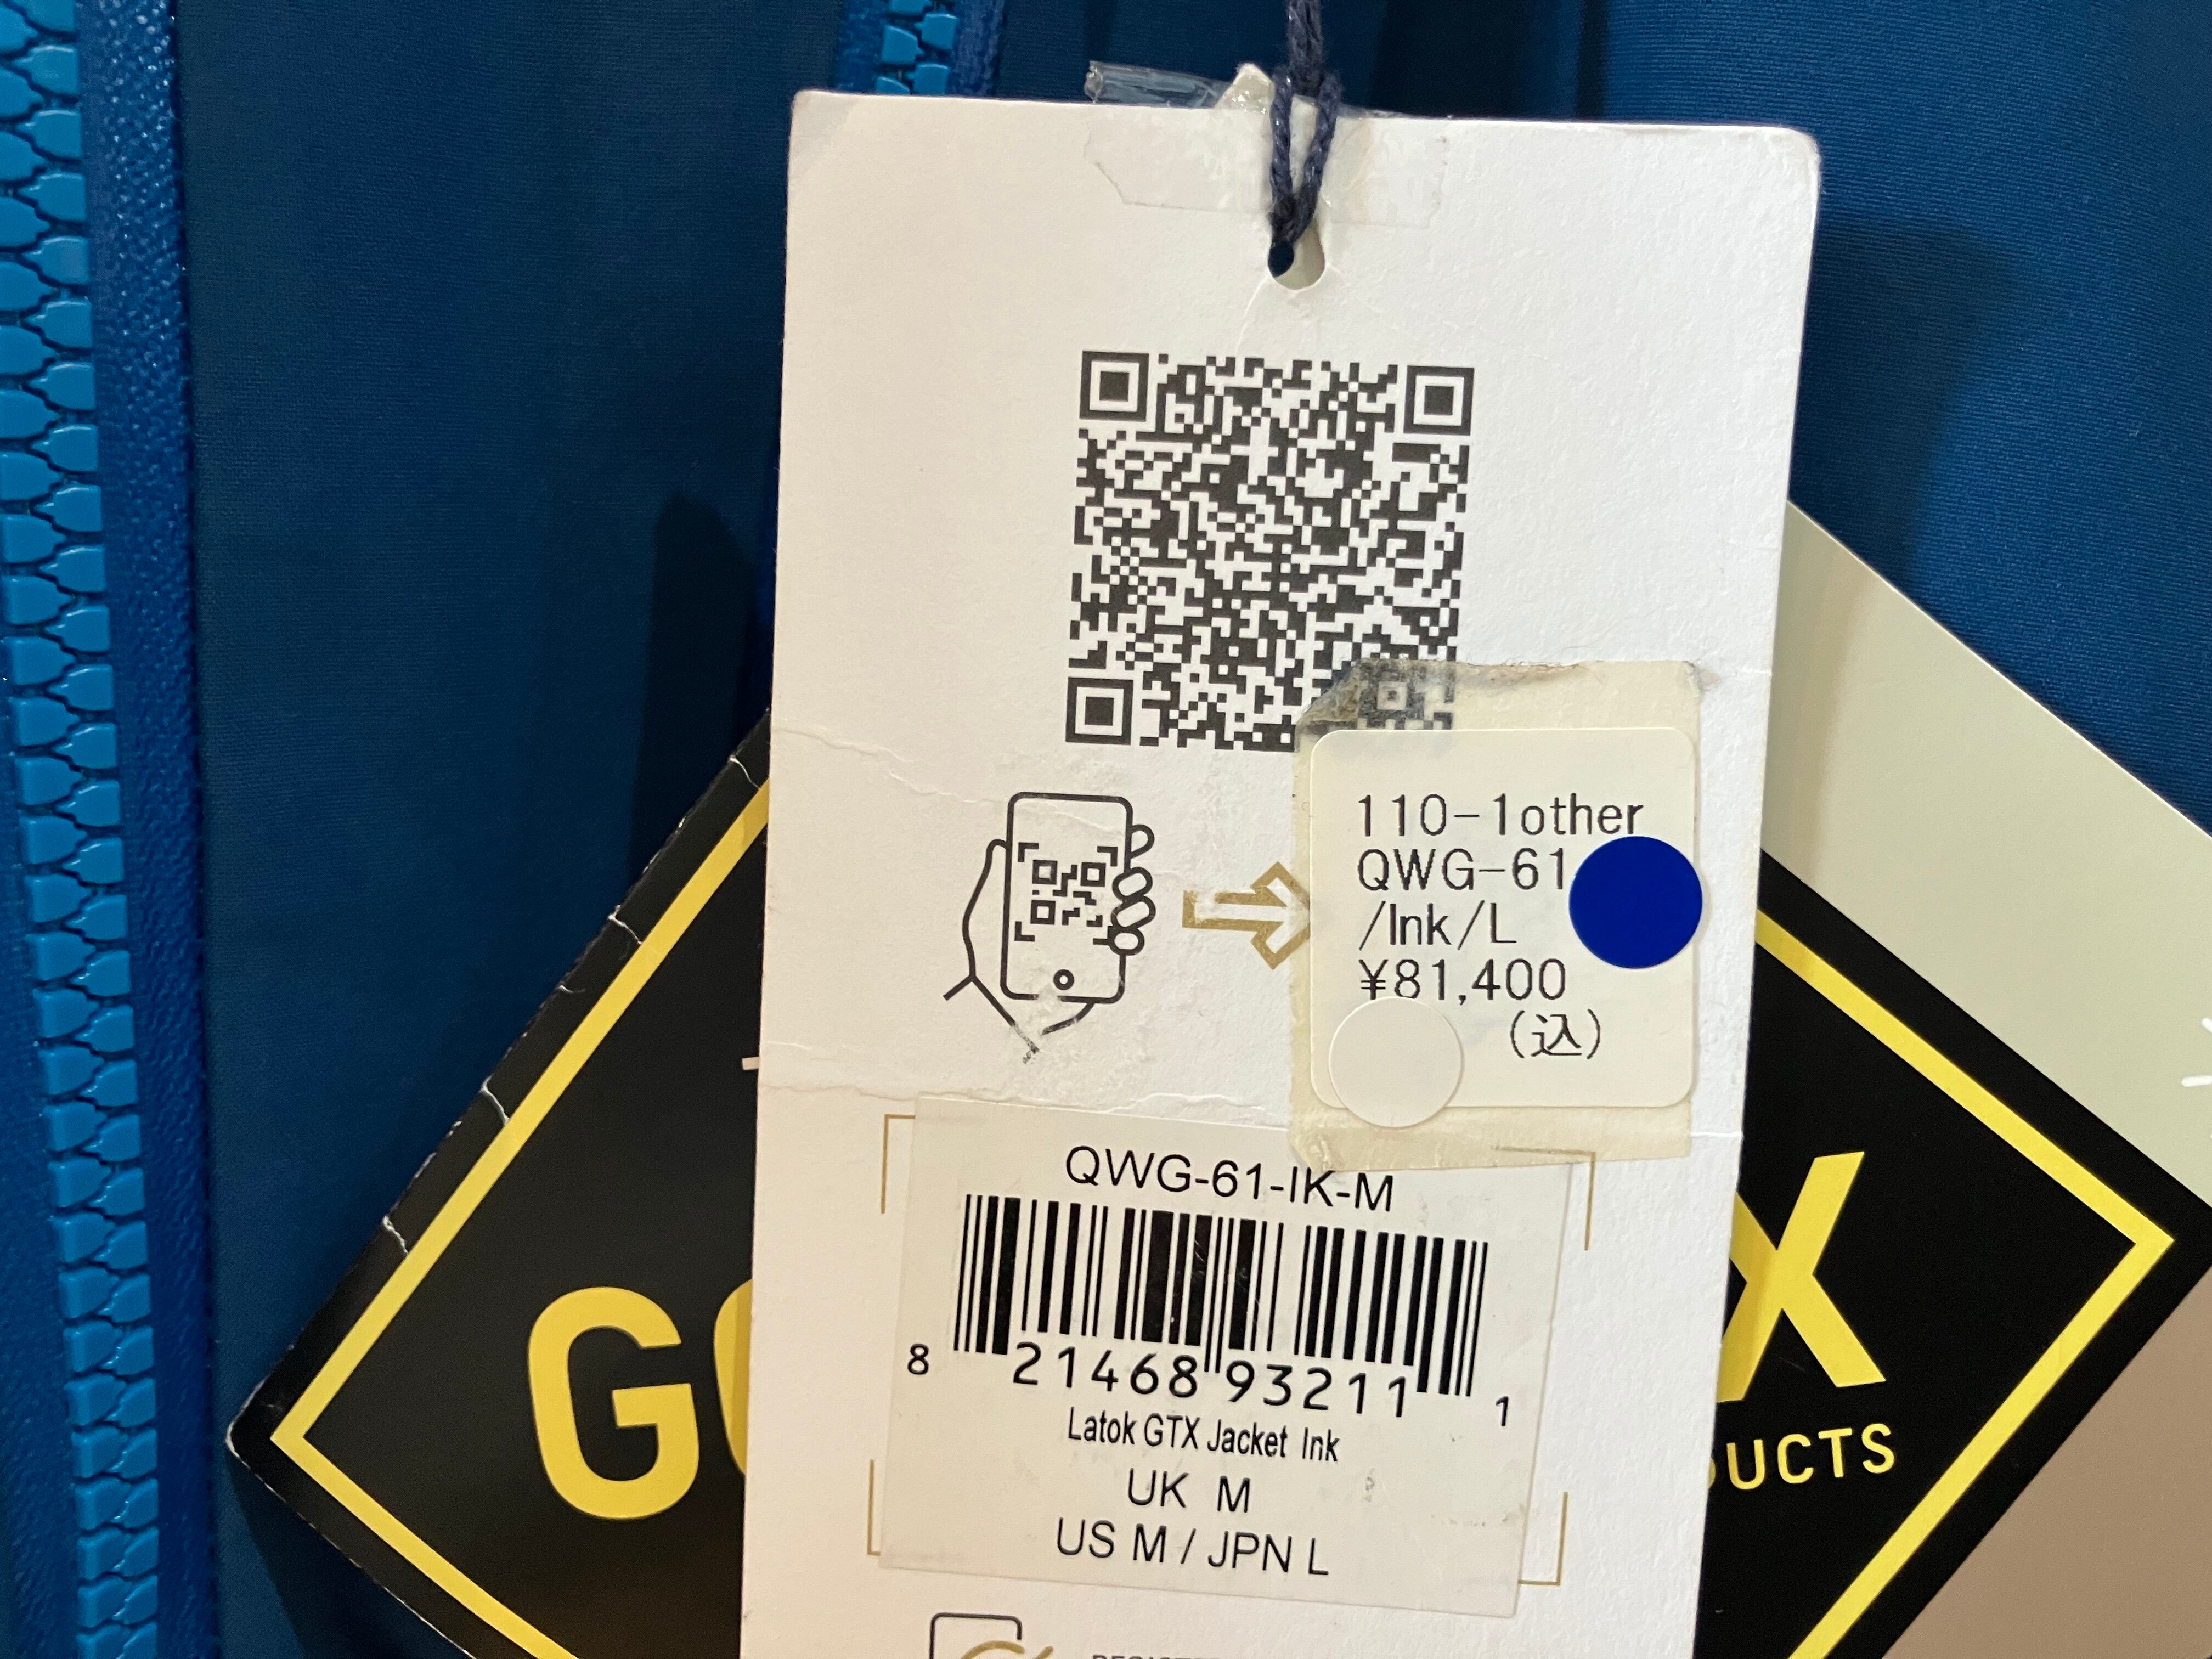 110-1other
QWG-61
/Ink/L
¥81,400
(込)
QWG-61-IK-M
8 21468 93211 1
Latok GTX Jacket Ink
UK M
US M / JPN L
G
X
UCTS